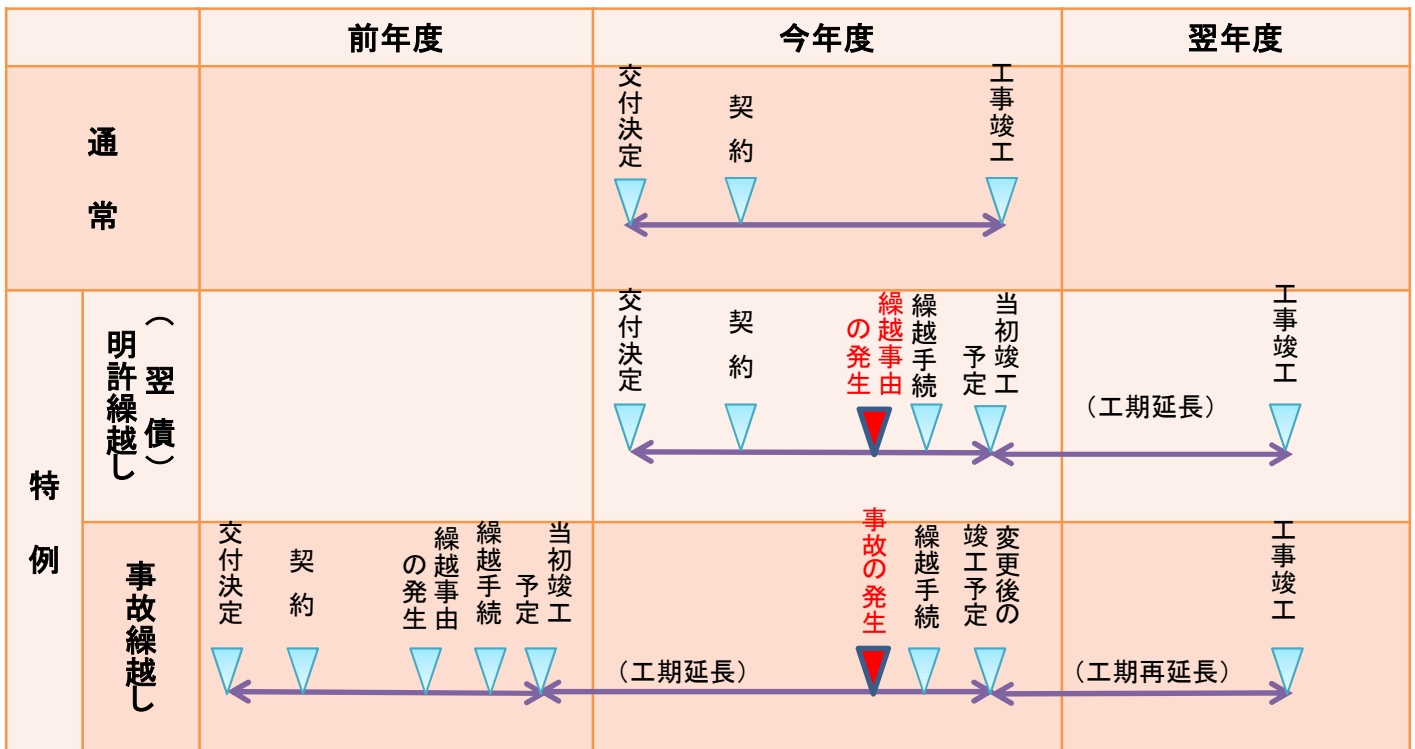 前年度
今年度
翌年度
通常
交付決定
契約
工事竣工
特例
明許繰越し
（翌債）
交付決定
契約
繰越事由
の発生
繰越手続
当初竣工
予定
（工期延長）
工事竣工
事故繰越し
交付決定
契約
繰越事由
の発生
繰越手続
当初竣工
予定
（工期延長）
事故の発生
繰越手続
変更後の
竣工予定
（工期再延長）
工事竣工